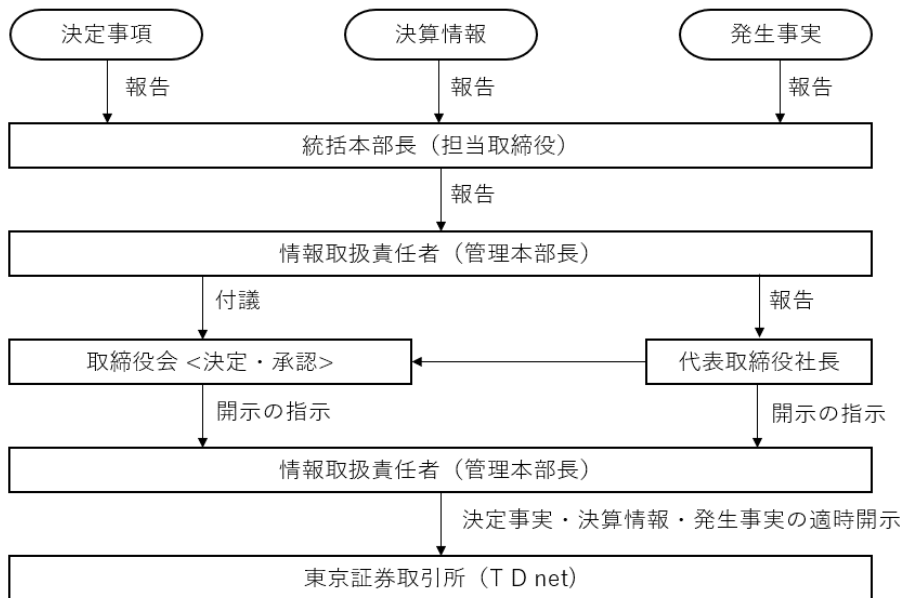 決定事項
決算情報
発生事実
報告
報告
報告
統括本部長（担当取締役）
報告
情報取扱責任者（管理本部長）
付議
報告
取締役会 <決定・承認>
代表取締役社長
開示の指示
開示の指示
情報取扱責任者（管理本部長）
決定事実・決算情報・発生事実の適時開示
東京証券取引所（T D net）